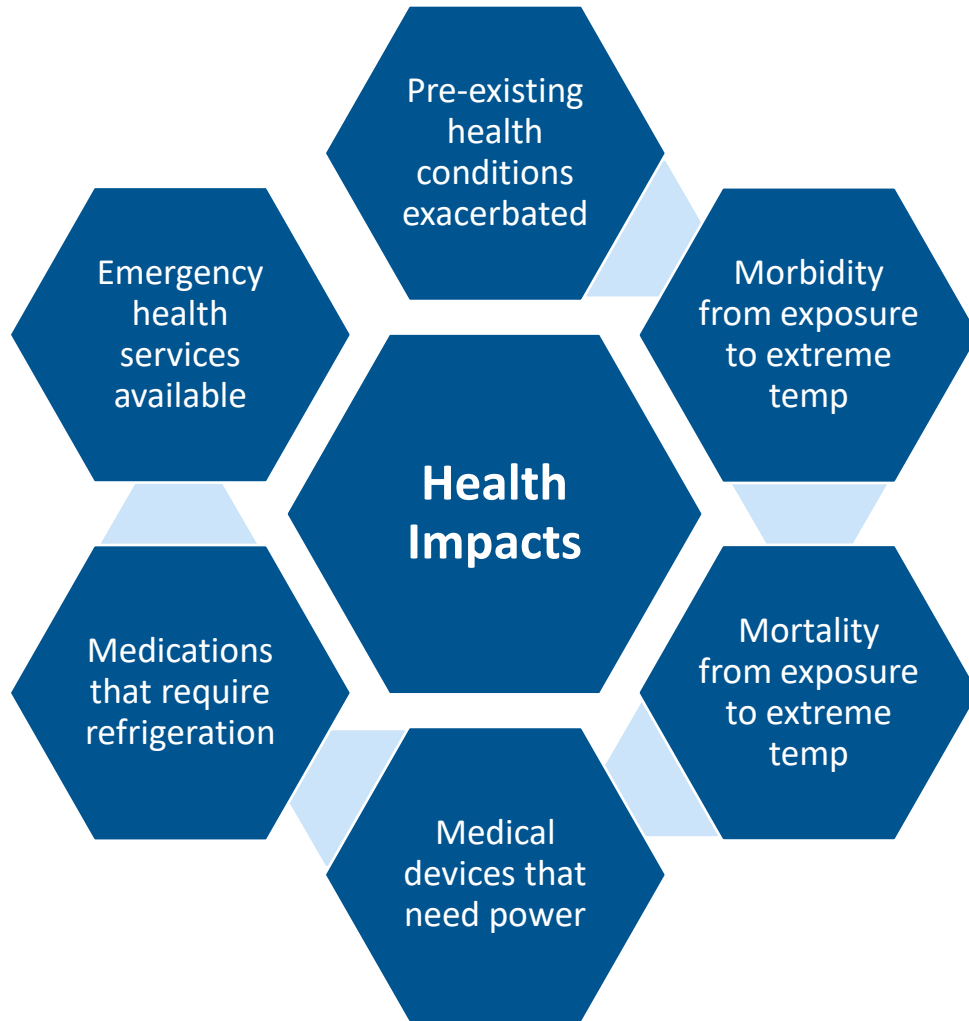 Pre-existing
health
conditions
exacerbated
Morbidity
from exposure
to extreme
temp
Mortality
from exposure
to extreme
temp
Medical
devices that
need power
Medications
that require
refrigeration
Emergency
health
services
available
Health
Impacts